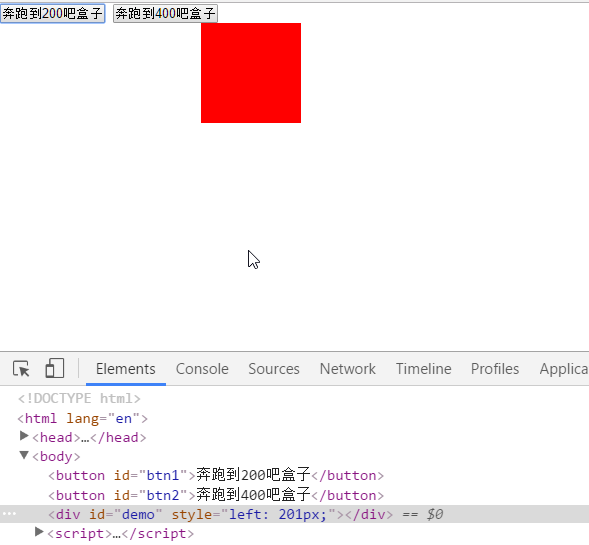 奔跑到200吧盒子 奔跑到400吧盒子
Elements Console Sources Network Timeline Profiles Applica
<!DOCTYPE html>
<html lang="en">
<head>…</head>
<body>
<button id="btn1">奔跑到200吧盒子</button>
<button id="btn2">奔跑到400吧盒子</button>
<div id="demo" style="left: 201px;"></div> == $0
<script>…</script>